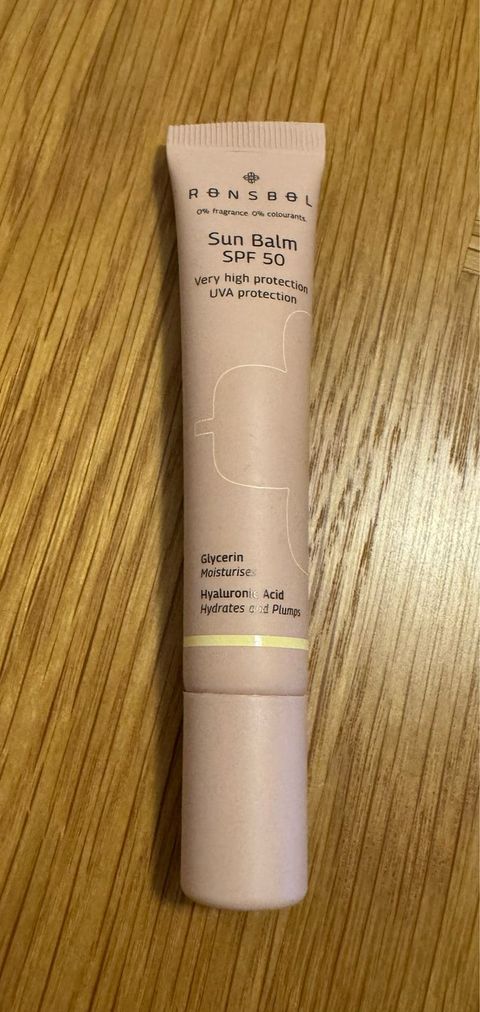 RØNSBØL
0% fragrance 0% colourants
Sun Balm
SPF 50
Very high protection
UVA protection
Glycerin
Moisturises
Hyaluronic Acid
Hydrates and Plumps